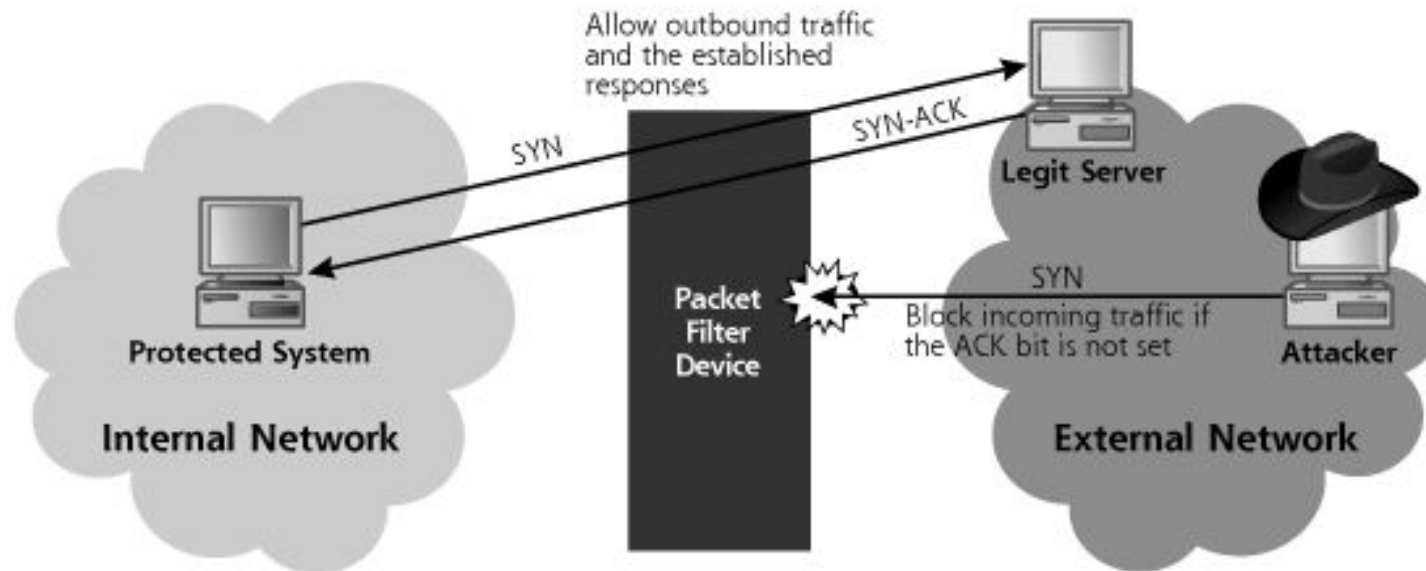 Allow outbound traffic
and the established
responses
SYN
SYN-ACK
Legit Server
Protected System
Packet
Filter
Device
SYN
Block incoming traffic if
the ACK bit is not set
Attacker
Internal Network
External Network